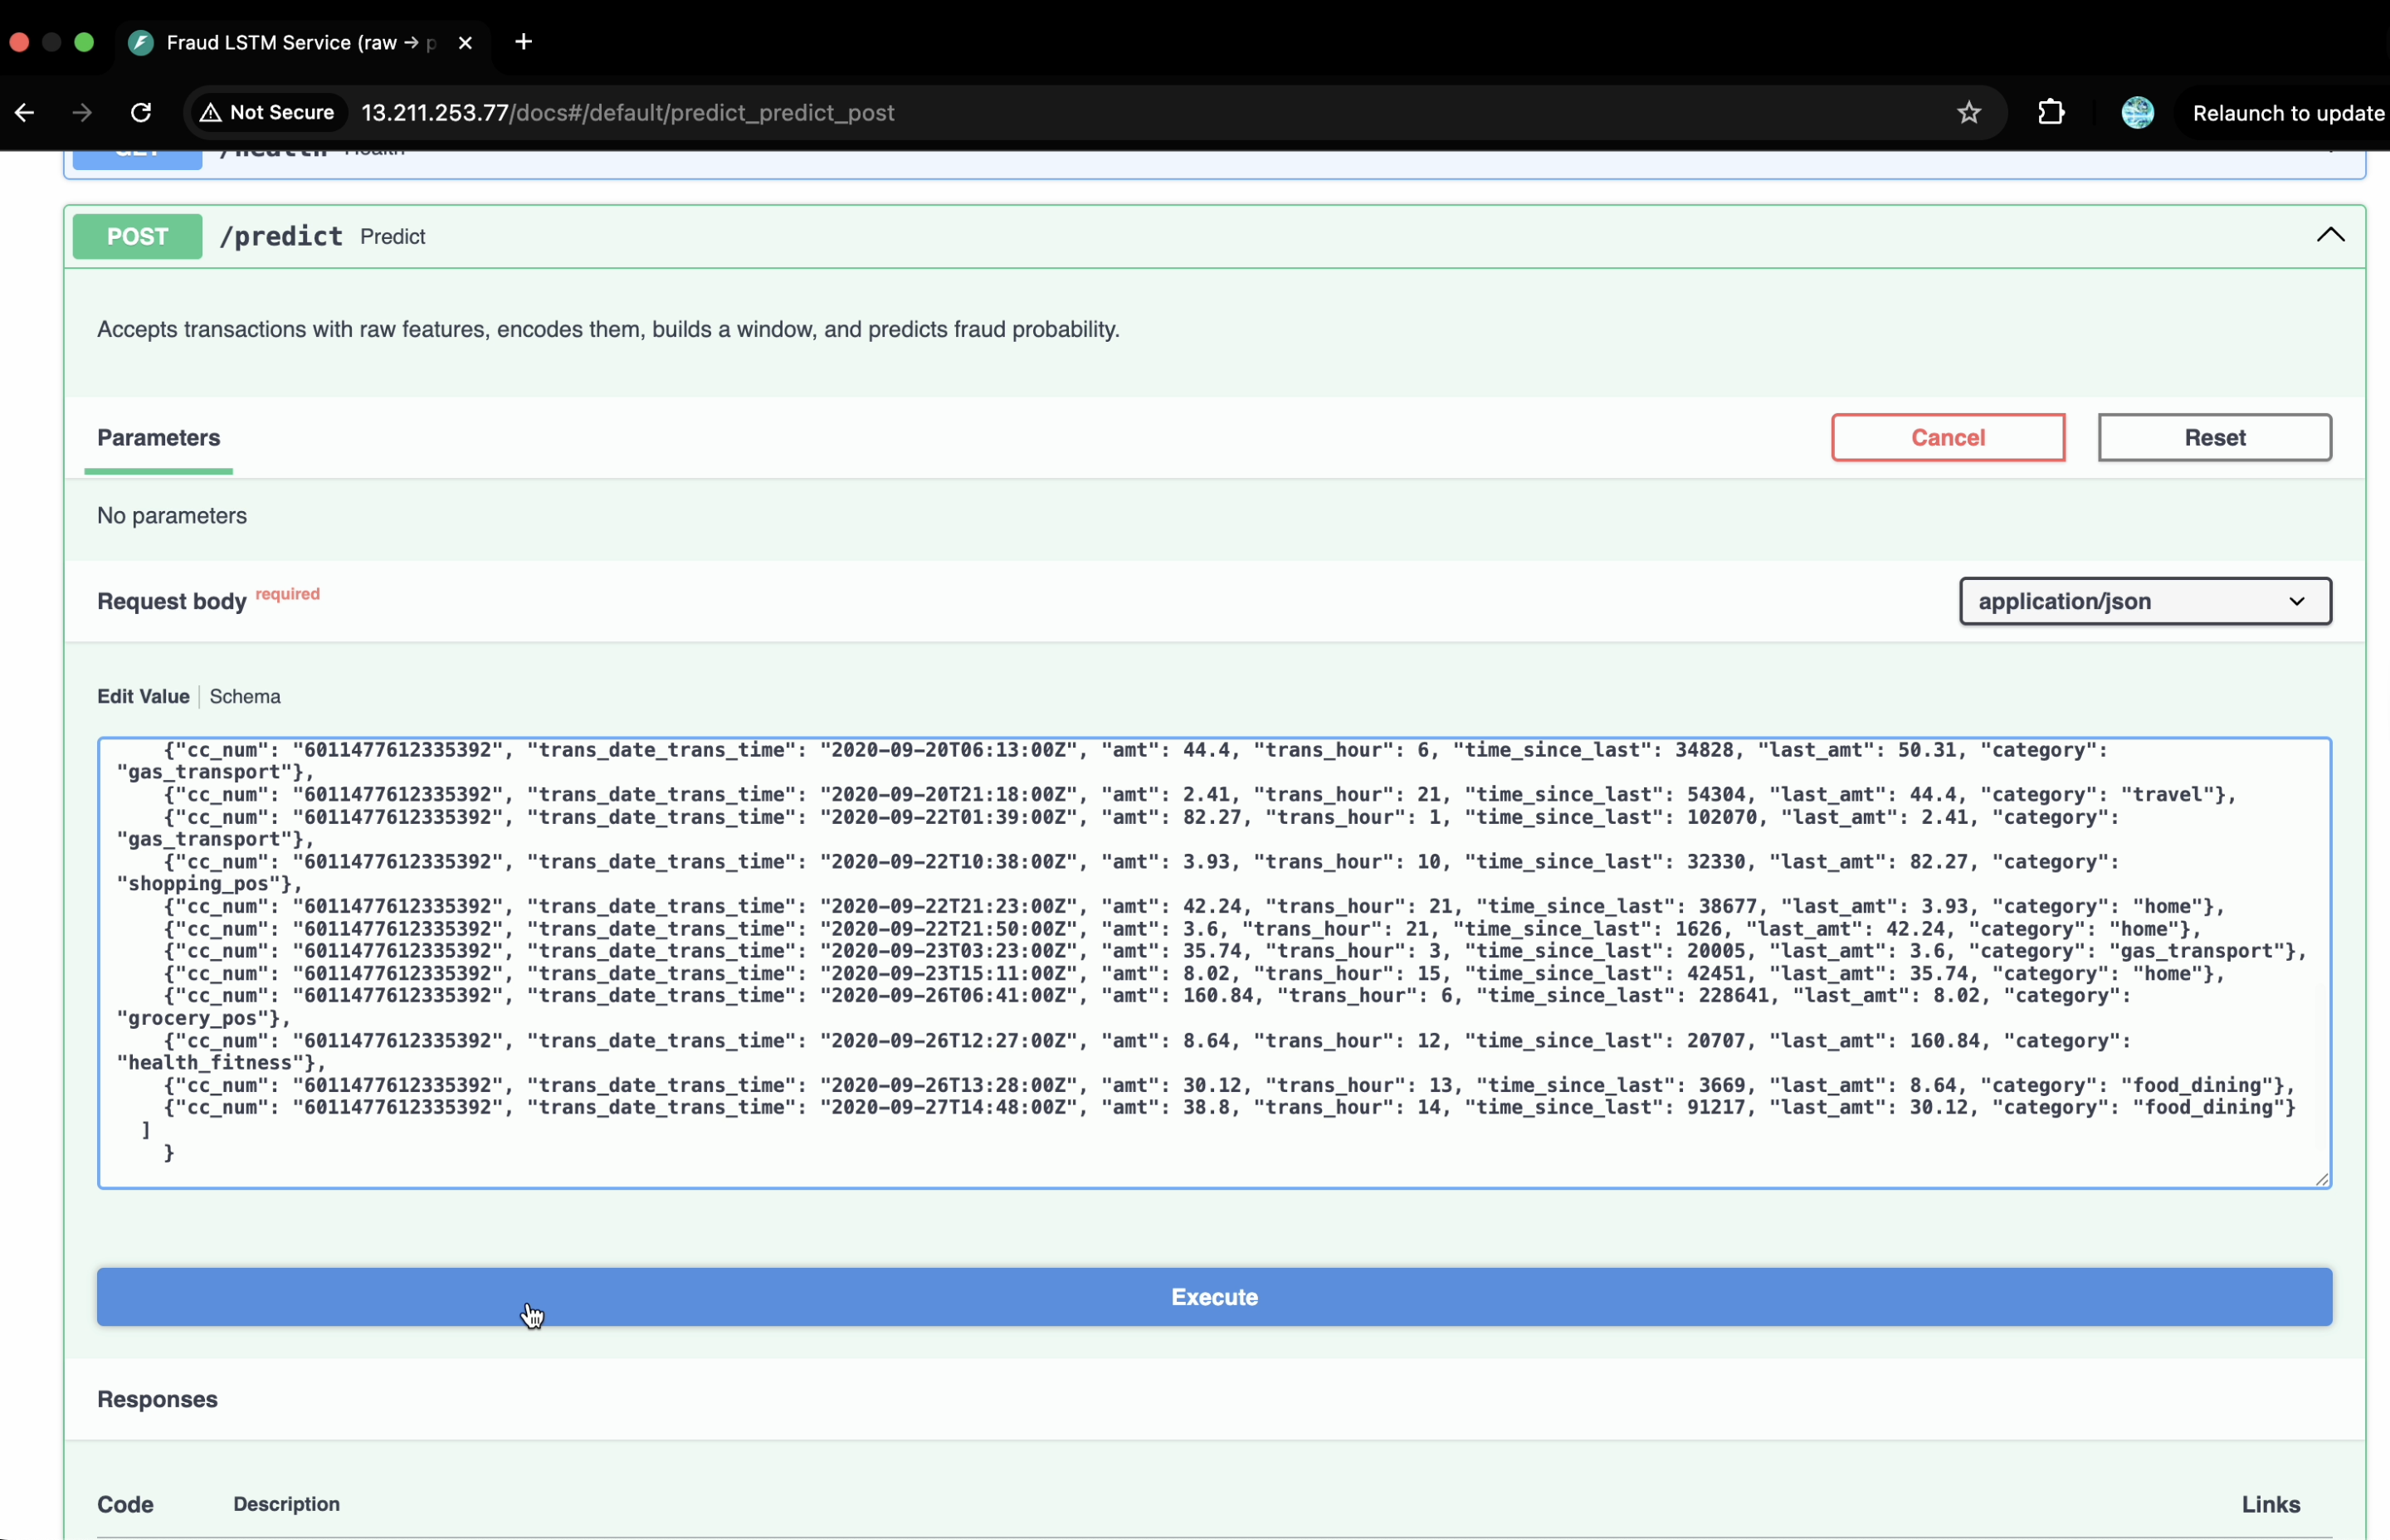 Fraud LSTM Service (raw → p
Not Secure 13.211.253.77/docs#/default/predict_predict_post Relaunch to update
GET /health Health
POST /predict Predict
Accepts transactions with raw features, encodes them, builds a window, and predicts fraud probability.
Parameters Cancel Reset
No parameters
Request body required application/json
Edit Value Schema
{"cc_num": "6011477612335392", "trans_date_trans_time": "2020-09-20T06:13:00Z", "amt": 44.4, "trans_hour": 6, "time_since_last": 34828, "last_amt": 50.31, "category":
"gas_transport"},
{"cc_num": "6011477612335392", "trans_date_trans_time": "2020-09-20T21:18:00Z", "amt": 2.41, "trans_hour": 21, "time_since_last": 54304, "last_amt": 44.4, "category": "travel"},
{"cc_num": "6011477612335392", "trans_date_trans_time": "2020-09-22T01:39:00Z", "amt": 82.27, "trans_hour": 1, "time_since_last": 102070, "last_amt": 2.41, "category":
"gas_transport"},
{"cc_num": "6011477612335392", "trans_date_trans_time": "2020-09-22T10:38:00Z", "amt": 3.93, "trans_hour": 10, "time_since_last": 32330, "last_amt": 82.27, "category":
"shopping_pos"},
{"cc_num": "6011477612335392", "trans_date_trans_time": "2020-09-22T21:23:00Z", "amt": 42.24, "trans_hour": 21, "time_since_last": 38677, "last_amt": 3.93, "category": "home"},
{"cc_num": "6011477612335392", "trans_date_trans_time": "2020-09-22T21:50:00Z", "amt": 3.6, "trans_hour": 21, "time_since_last": 1626, "last_amt": 42.24, "category": "home"},
{"cc_num": "6011477612335392", "trans_date_trans_time": "2020-09-23T03:23:00Z", "amt": 35.74, "trans_hour": 3, "time_since_last": 20005, "last_amt": 3.6, "category": "gas_transport"},
{"cc_num": "6011477612335392", "trans_date_trans_time": "2020-09-23T15:11:00Z", "amt": 8.02, "trans_hour": 15, "time_since_last": 42451, "last_amt": 35.74, "category": "home"},
{"cc_num": "6011477612335392", "trans_date_trans_time": "2020-09-26T06:41:00Z", "amt": 160.84, "trans_hour": 6, "time_since_last": 228641, "last_amt": 8.02, "category":
"grocery_pos"},
{"cc_num": "6011477612335392", "trans_date_trans_time": "2020-09-26T12:27:00Z", "amt": 8.64, "trans_hour": 12, "time_since_last": 20707, "last_amt": 160.84, "category":
"health_fitness"},
{"cc_num": "6011477612335392", "trans_date_trans_time": "2020-09-26T13:28:00Z", "amt": 30.12, "trans_hour": 13, "time_since_last": 3669, "last_amt": 8.64, "category": "food_dining"},
{"cc_num": "6011477612335392", "trans_date_trans_time": "2020-09-27T14:48:00Z", "amt": 38.8, "trans_hour": 14, "time_since_last": 91217, "last_amt": 30.12, "category": "food_dining"}
]
}
Execute
Responses
Code Description Links